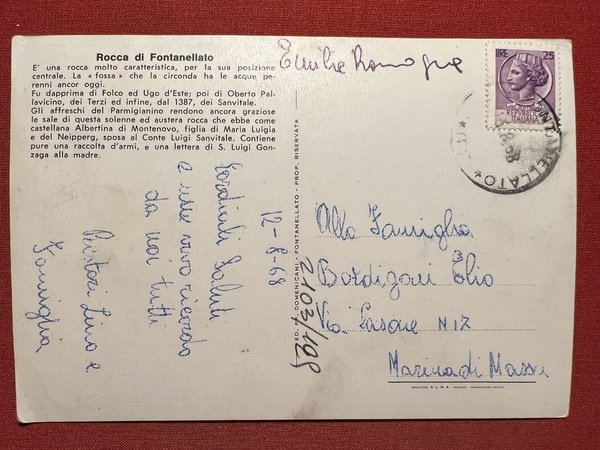 Rocca di Fontanellato
E' una rocca molto caratteristica, per la sua posizione
centrale. La « fossa » che la circonda ha le acque pe-
renni ancor oggi.
Fu dapprima di Folco ed Ugo d'Este; poi di Oberto Pal-
lavicino, dei Terzi ed infine, dal 1387, dei Sanvitale.
Gli affreschi del Parmigianino rendono ancora graziose
le sale di questa solenne ed austera rocca che ebbe come
castellana Albertina di Montenovo, figlia di Maria Luigia
e del Neipperg, sposa al Conte Luigi Sanvitale. Contiene
pure una raccolta d'armi, e una lettera di S. Luigi Gon-
zaga alla madre.
Emilia Romagna
LIRE 25
REPUBBLICA
ITALIANA
FONTANELLATO
12-8-68
Cordiali Saluti
e una viva ricordo
da noi tutti
Lino e
Famiglia
ED. DOMENICANI - FONTANELLATO - PROP. RISERVATA
2103/195
Alla Famiglia
Bordigoni Elio
Via N 12
Marina di Massa